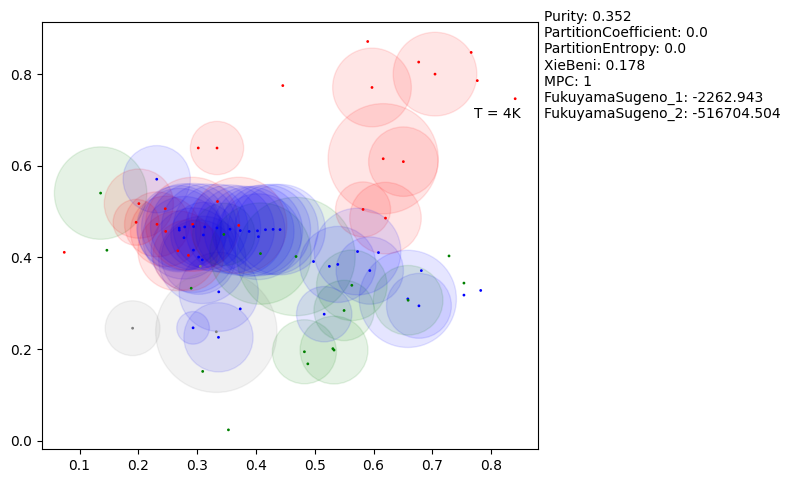 Purity: 0.352
PartitionCoefficient: 0.0
PartitionEntropy: 0.0
XieBeni: 0.178
MPC: 1
FukuyamaSugeno_1: -2262.943
FukuyamaSugeno_2: -516704.504
T = 4K
0.8
0.6
0.4
0.2
0.0
0.1 0.2 0.3 0.4 0.5 0.6 0.7 0.8